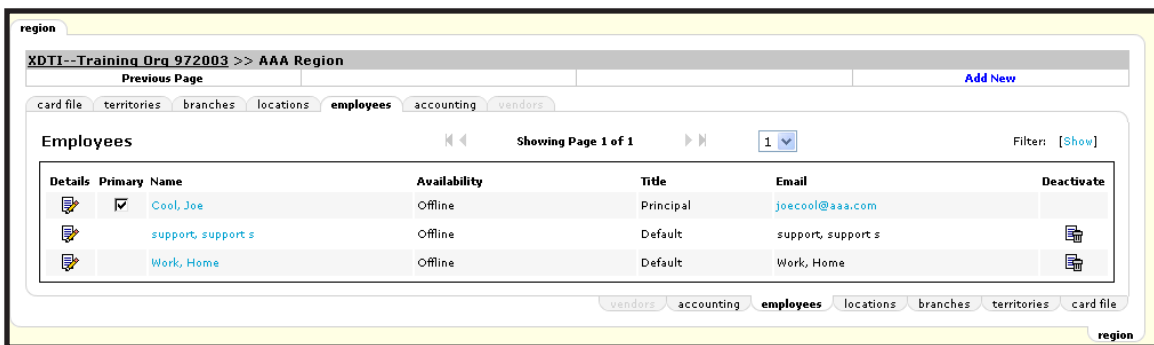 region
XDTI--Training Org 972003 >> AAA Region
Previous Page Add New
card file territories branches locations employees accounting vendors
Employees Showing Page 1 of 1 1 Filter: [Show]
Details Primary Name Availability Title Email Deactivate
Cool, Joe Offline Principal joecool@aaa.com
support, support s Offline Default support, support s
Work, Home Offline Default Work, Home
vendors accounting employees locations branches territories card file
region